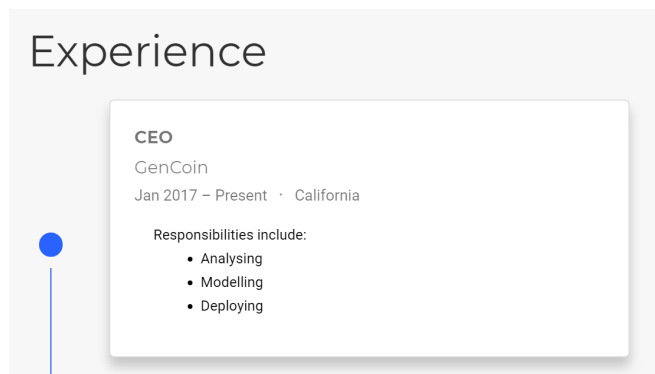 Experience
CEO
GenCoin
Jan 2017 – Present · California
Responsibilities include:
• Analysing
• Modelling
• Deploying